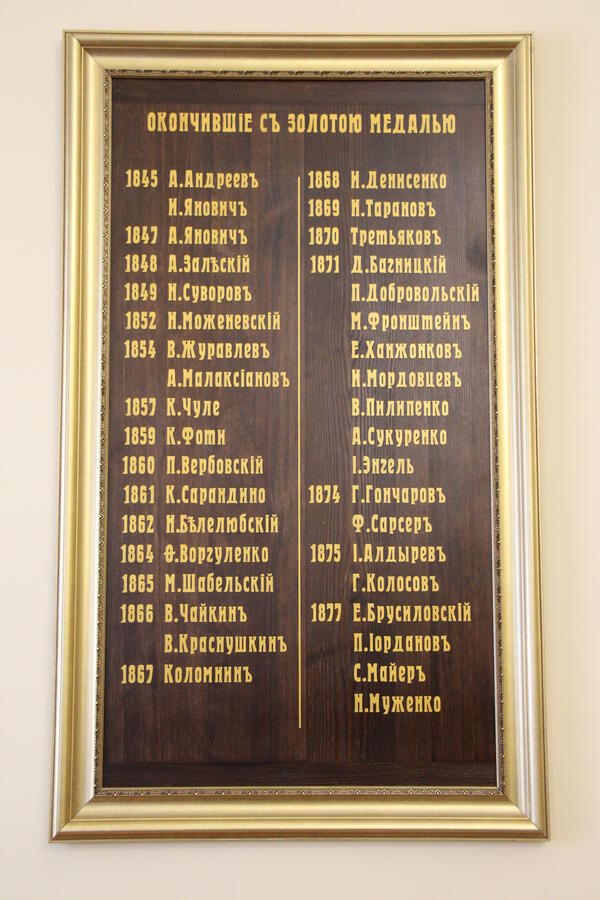 ОКОНЧИВШІЕ СЪ ЗОЛОТОЮ МЕДАЛЬЮ
1845 А.Андреевъ
И.Яновичъ
1847 А.Яновичъ
1848 А.Залѣскій
1849 Н.Суворовъ
1852 Н.Моженевскій
1854 В.Журавлевъ
А.Малаксіановъ
1857 К.Чуле
1859 К.Фоти
1860 П.Вербовскій
1861 К.Сарандино
1862 Н.Бѣлелюбскій
1864 Ѳ.Воргуленко
1865 М.Шабельскій
1866 В.Чайкинъ
В.Краснушкинъ
1867 Коломнинъ
1868 И.Денисенко
1869 Н.Тарановъ
1870 Третьяковъ
1871 Д.Багницкій
П.Добровольскій
М.Фронштейнъ
Е.Ханжонковъ
И.Мордовцевъ
В.Пилипенко
А.Сукуренко
І.Энгель
1874 Г.Гончаровъ
Ф.Сарсеръ
1875 І.Алдыревъ
Г.Колосовъ
1877 Е.Брусиловскій
П.Іордановъ
С.Майеръ
Н.Муженко